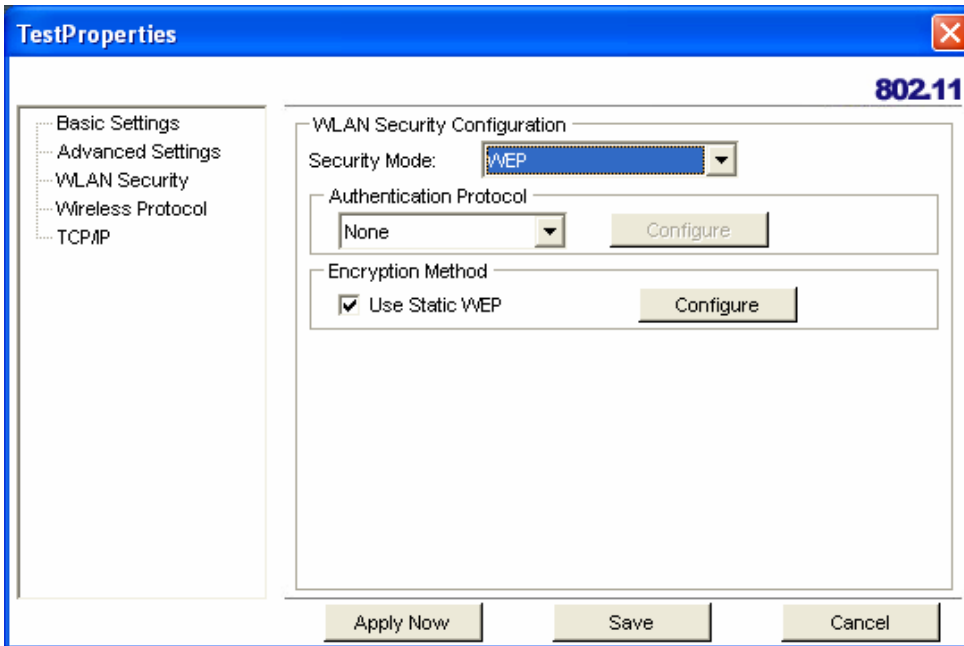 TestProperties
802.11
Basic Settings
Advanced Settings
WLAN Security
Wireless Protocol
TCP/IP
WLAN Security Configuration
Security Mode: WEP
Authentication Protocol
None Configure
Encryption Method
Use Static WEP Configure
Apply Now Save Cancel